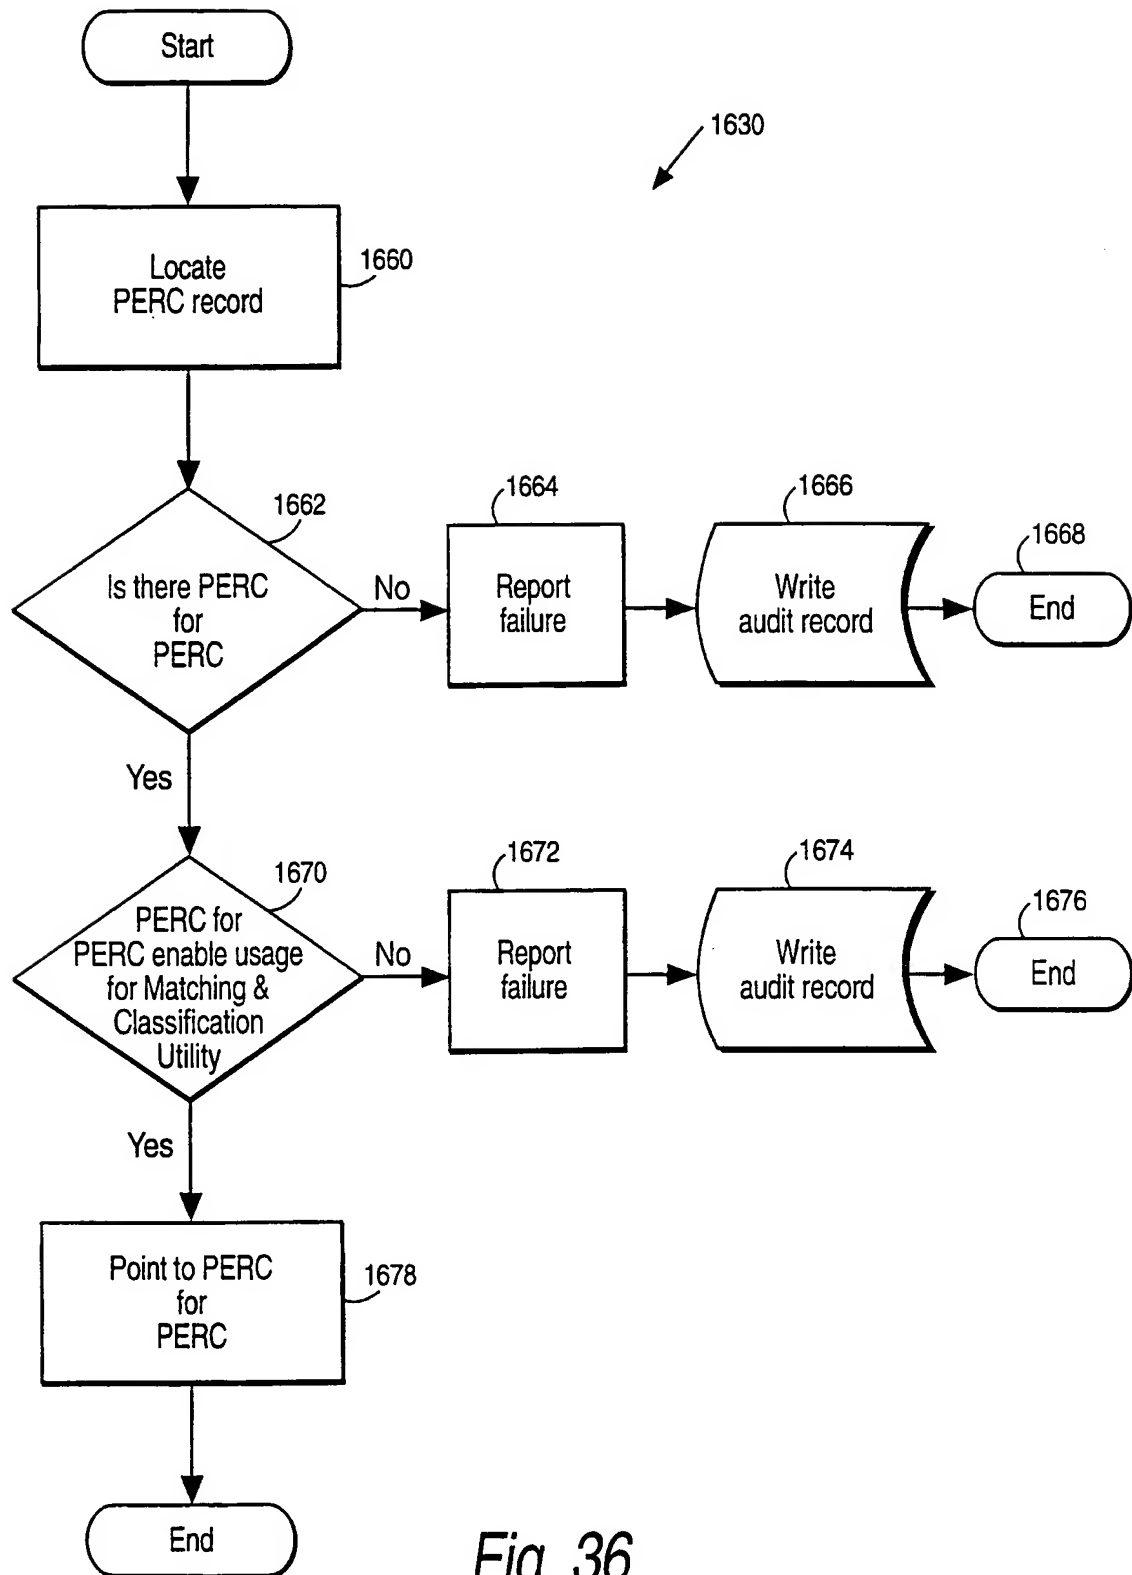 Start
1630
Locate
PERC record
1660
1662
Is there PERC
for
PERC
No
1664
Report
failure
1666
Write
audit record
1668
End
Yes
1670
PERC for
PERC enable usage
for Matching &
Classification
Utility
No
1672
Report
failure
1674
Write
audit record
1676
End
Yes
Point to PERC
for
PERC
1678
End
Fig. 36